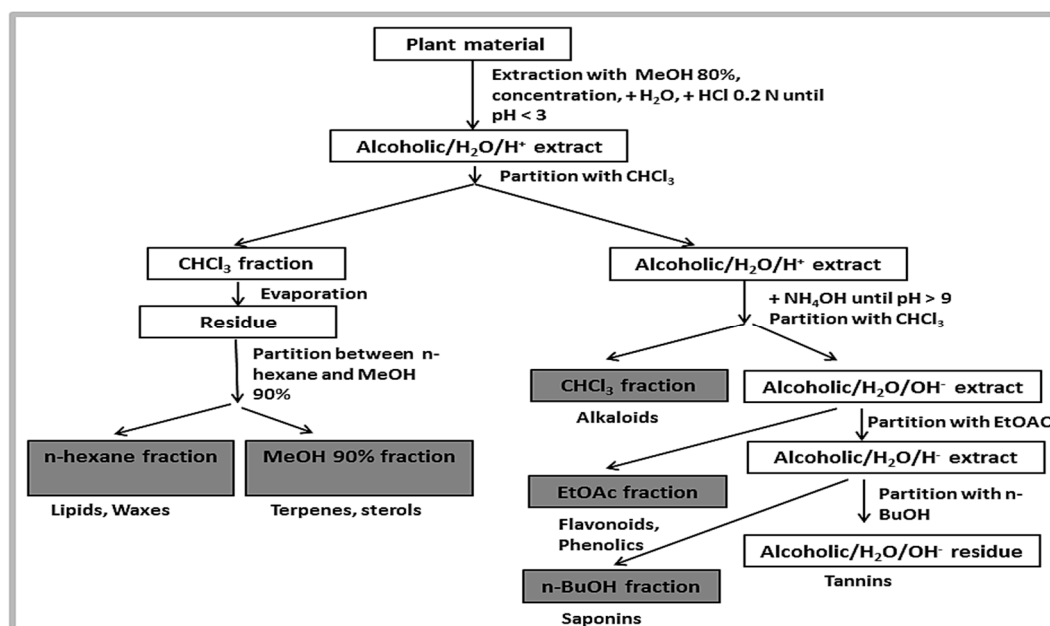 Plant material
Extraction with MeOH 80%,
concentration, + H₂O, + HCl 0.2 N until
pH < 3
Alcoholic/H₂O/H⁺ extract
Partition with CHCl₃
CHCl₃ fraction
Alcoholic/H₂O/H⁺ extract
Evaporation
+ NH₄OH until pH > 9
Partition with CHCl₃
Residue
Partition between n-
hexane and MeOH
90%
CHCl₃ fraction
Alcoholic/H₂O/OH⁻ extract
Alkaloids
Partition with EtOAC
n-hexane fraction
MeOH 90% fraction
Alcoholic/H₂O/H⁻ extract
Lipids, Waxes
Terpenes, sterols
EtOAc fraction
Partition with n-
BuOH
Flavonoids,
Phenolics
Alcoholic/H₂O/OH⁻ residue
Tannins
n-BuOH fraction
Saponins